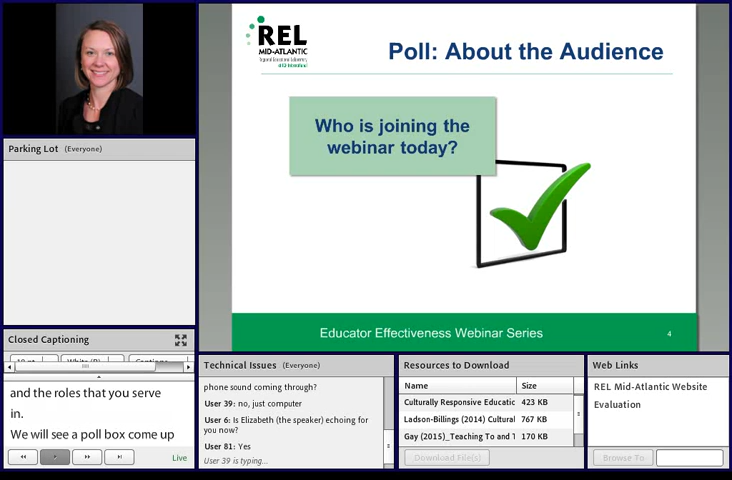 REL
MID-ATLANTIC
Poll: About the Audience
Who is joining the
webinar today?
Educator Effectiveness Webinar Series
4
Parking Lot (Everyone)
Closed Captioning
and the roles that you serve
in.
We will see a poll box come up
Live
Technical Issues (Everyone)
phone sound coming through?
User 39: no, just computer
User 6: Is Elizabeth (the speaker) echoing for
you now?
User 81: Yes
User 39 is typing...
Resources to Download
Name Size
Culturally Responsive Educatic 423 KB
Ladson-Billings (2014) Cultural 767 KB
Gay (2015)_Teaching To and T 170 KB
Download File(s)
Web Links
REL Mid-Atlantic Website
Evaluation
Browse To